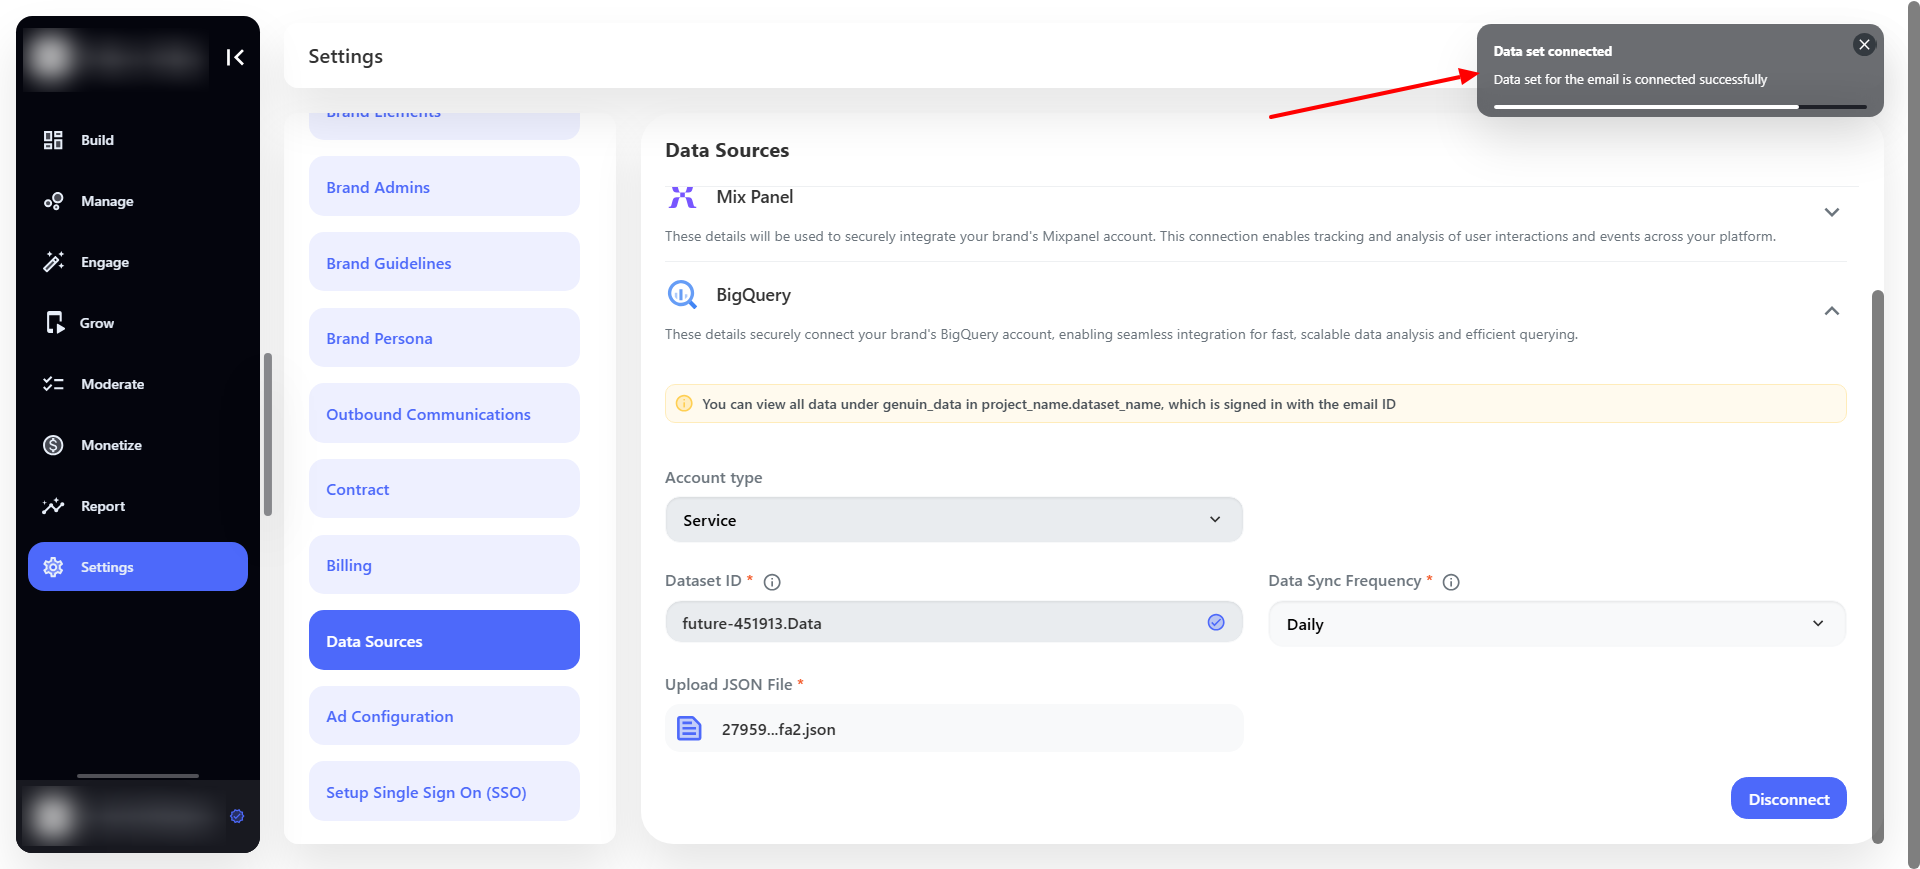 Build
Manage
Engage
Grow
Moderate
Monetize
Report
Settings
Settings
Brand Elements
Brand Admins
Brand Guidelines
Brand Persona
Outbound Communications
Contract
Billing
Data Sources
Ad Configuration
Setup Single Sign On (SSO)
Data set connected
Data set for the email is connected successfully
Data Sources
Mix Panel
These details will be used to securely integrate your brand's Mixpanel account. This connection enables tracking and analysis of user interactions and events across your platform.
BigQuery
These details securely connect your brand's BigQuery account, enabling seamless integration for fast, scalable data analysis and efficient querying.
You can view all data under genuin_data in project_name.dataset_name, which is signed in with the email ID
Account type
Service
Dataset ID *
future-451913.Data
Data Sync Frequency *
Daily
Upload JSON File *
27959...fa2.json
Disconnect